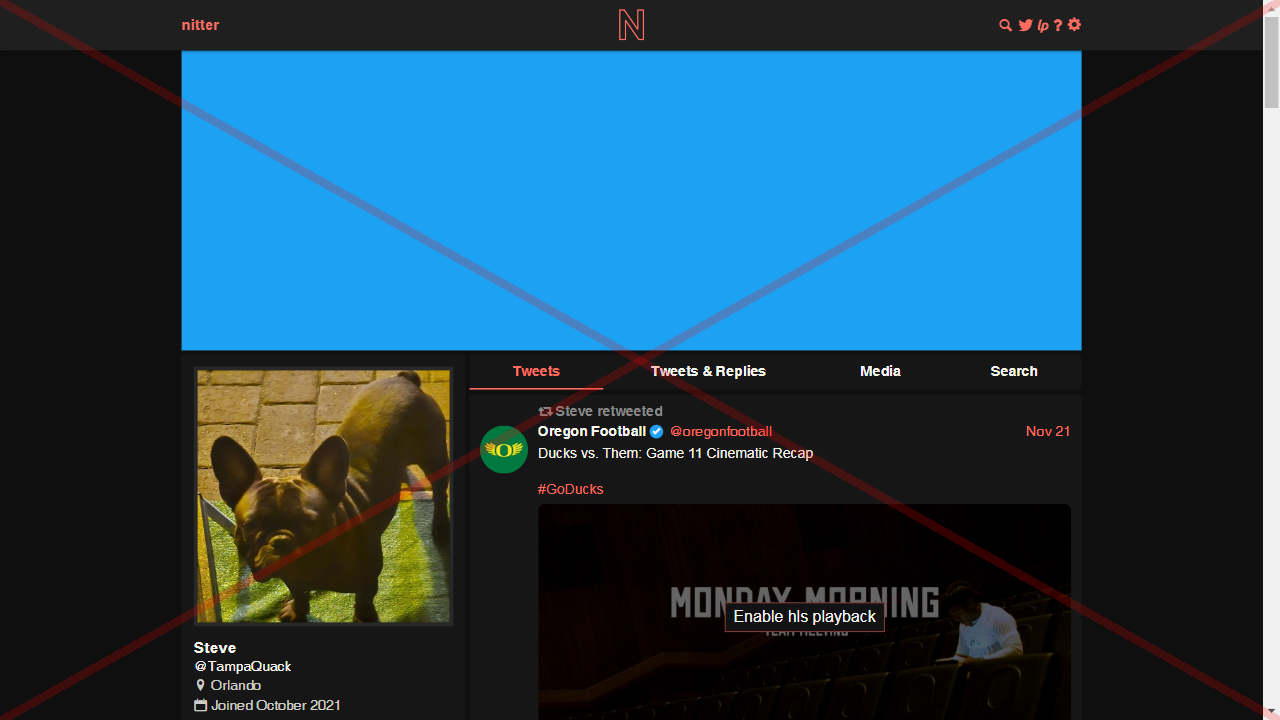 nitter
N
lp ?
Tweets
Tweets & Replies
Media
Search
Steve retweeted
Oregon Football @oregonfootball
Nov 21
Ducks vs. Them: Game 11 Cinematic Recap
#GoDucks
MONDAY MORNING
Enable hls playback
TEAM MEETING
Steve
@TampaQuack
Orlando
Joined October 2021